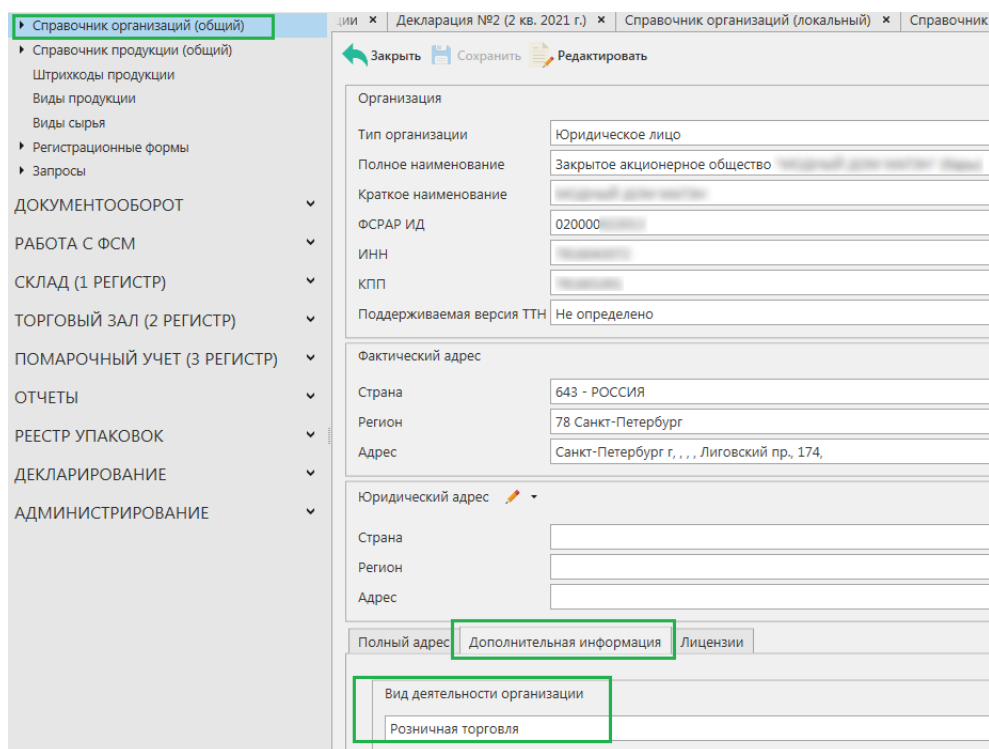 Справочник организаций (общий)
Справочник продукции (общий)
Штрихкоды продукции
Виды продукции
Виды сырья
Регистрационные формы
Запросы
ДОКУМЕНТООБОРОТ
РАБОТА С ФСМ
СКЛАД (1 РЕГИСТР)
ТОРГОВЫЙ ЗАЛ (2 РЕГИСТР)
ПОМАРОЧНЫЙ УЧЕТ (3 РЕГИСТР)
ОТЧЕТЫ
РЕЕСТР УПАКОВОК
ДЕКЛАРИРОВАНИЕ
АДМИНИСТРИРОВАНИЕ
ции × Декларация №2 (2 кв. 2021 г.) × Справочник организаций (локальный) × Справочник
Закрыть Сохранить Редактировать
Организация
Тип организации Юридическое лицо
Полное наименование Закрытое акционерное общество
Краткое наименование
ФСРАР ИД 020000
ИНН
КПП
Поддерживаемая версия ТТН Не определено
Фактический адрес
Страна 643 - РОССИЯ
Регион 78 Санкт-Петербург
Адрес Санкт-Петербург г, , , , Лиговский пр., 174,
Юридический адрес
Страна
Регион
Адрес
Полный адрес Дополнительная информация Лицензии
Вид деятельности организации
Розничная торговля